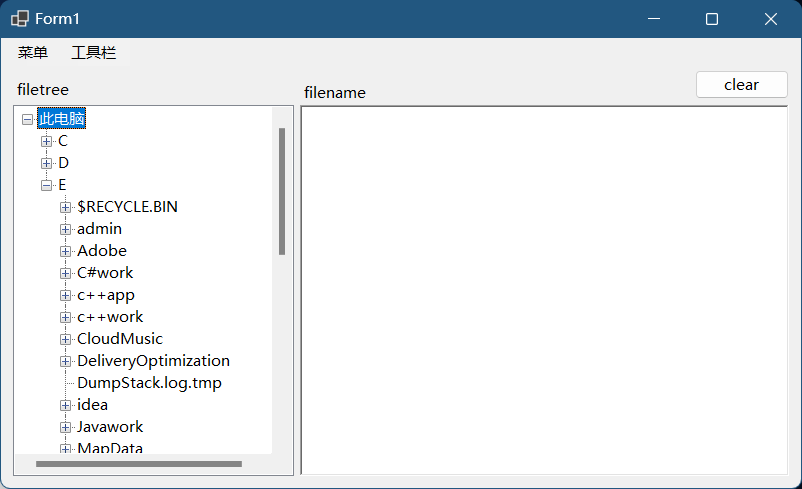 Form1
菜单 工具栏
filetree
filename
clear
此电脑
C
D
E
$RECYCLE.BIN
admin
Adobe
C#work
c++app
c++work
CloudMusic
DeliveryOptimization
DumpStack.log.tmp
idea
Javawork
MapData